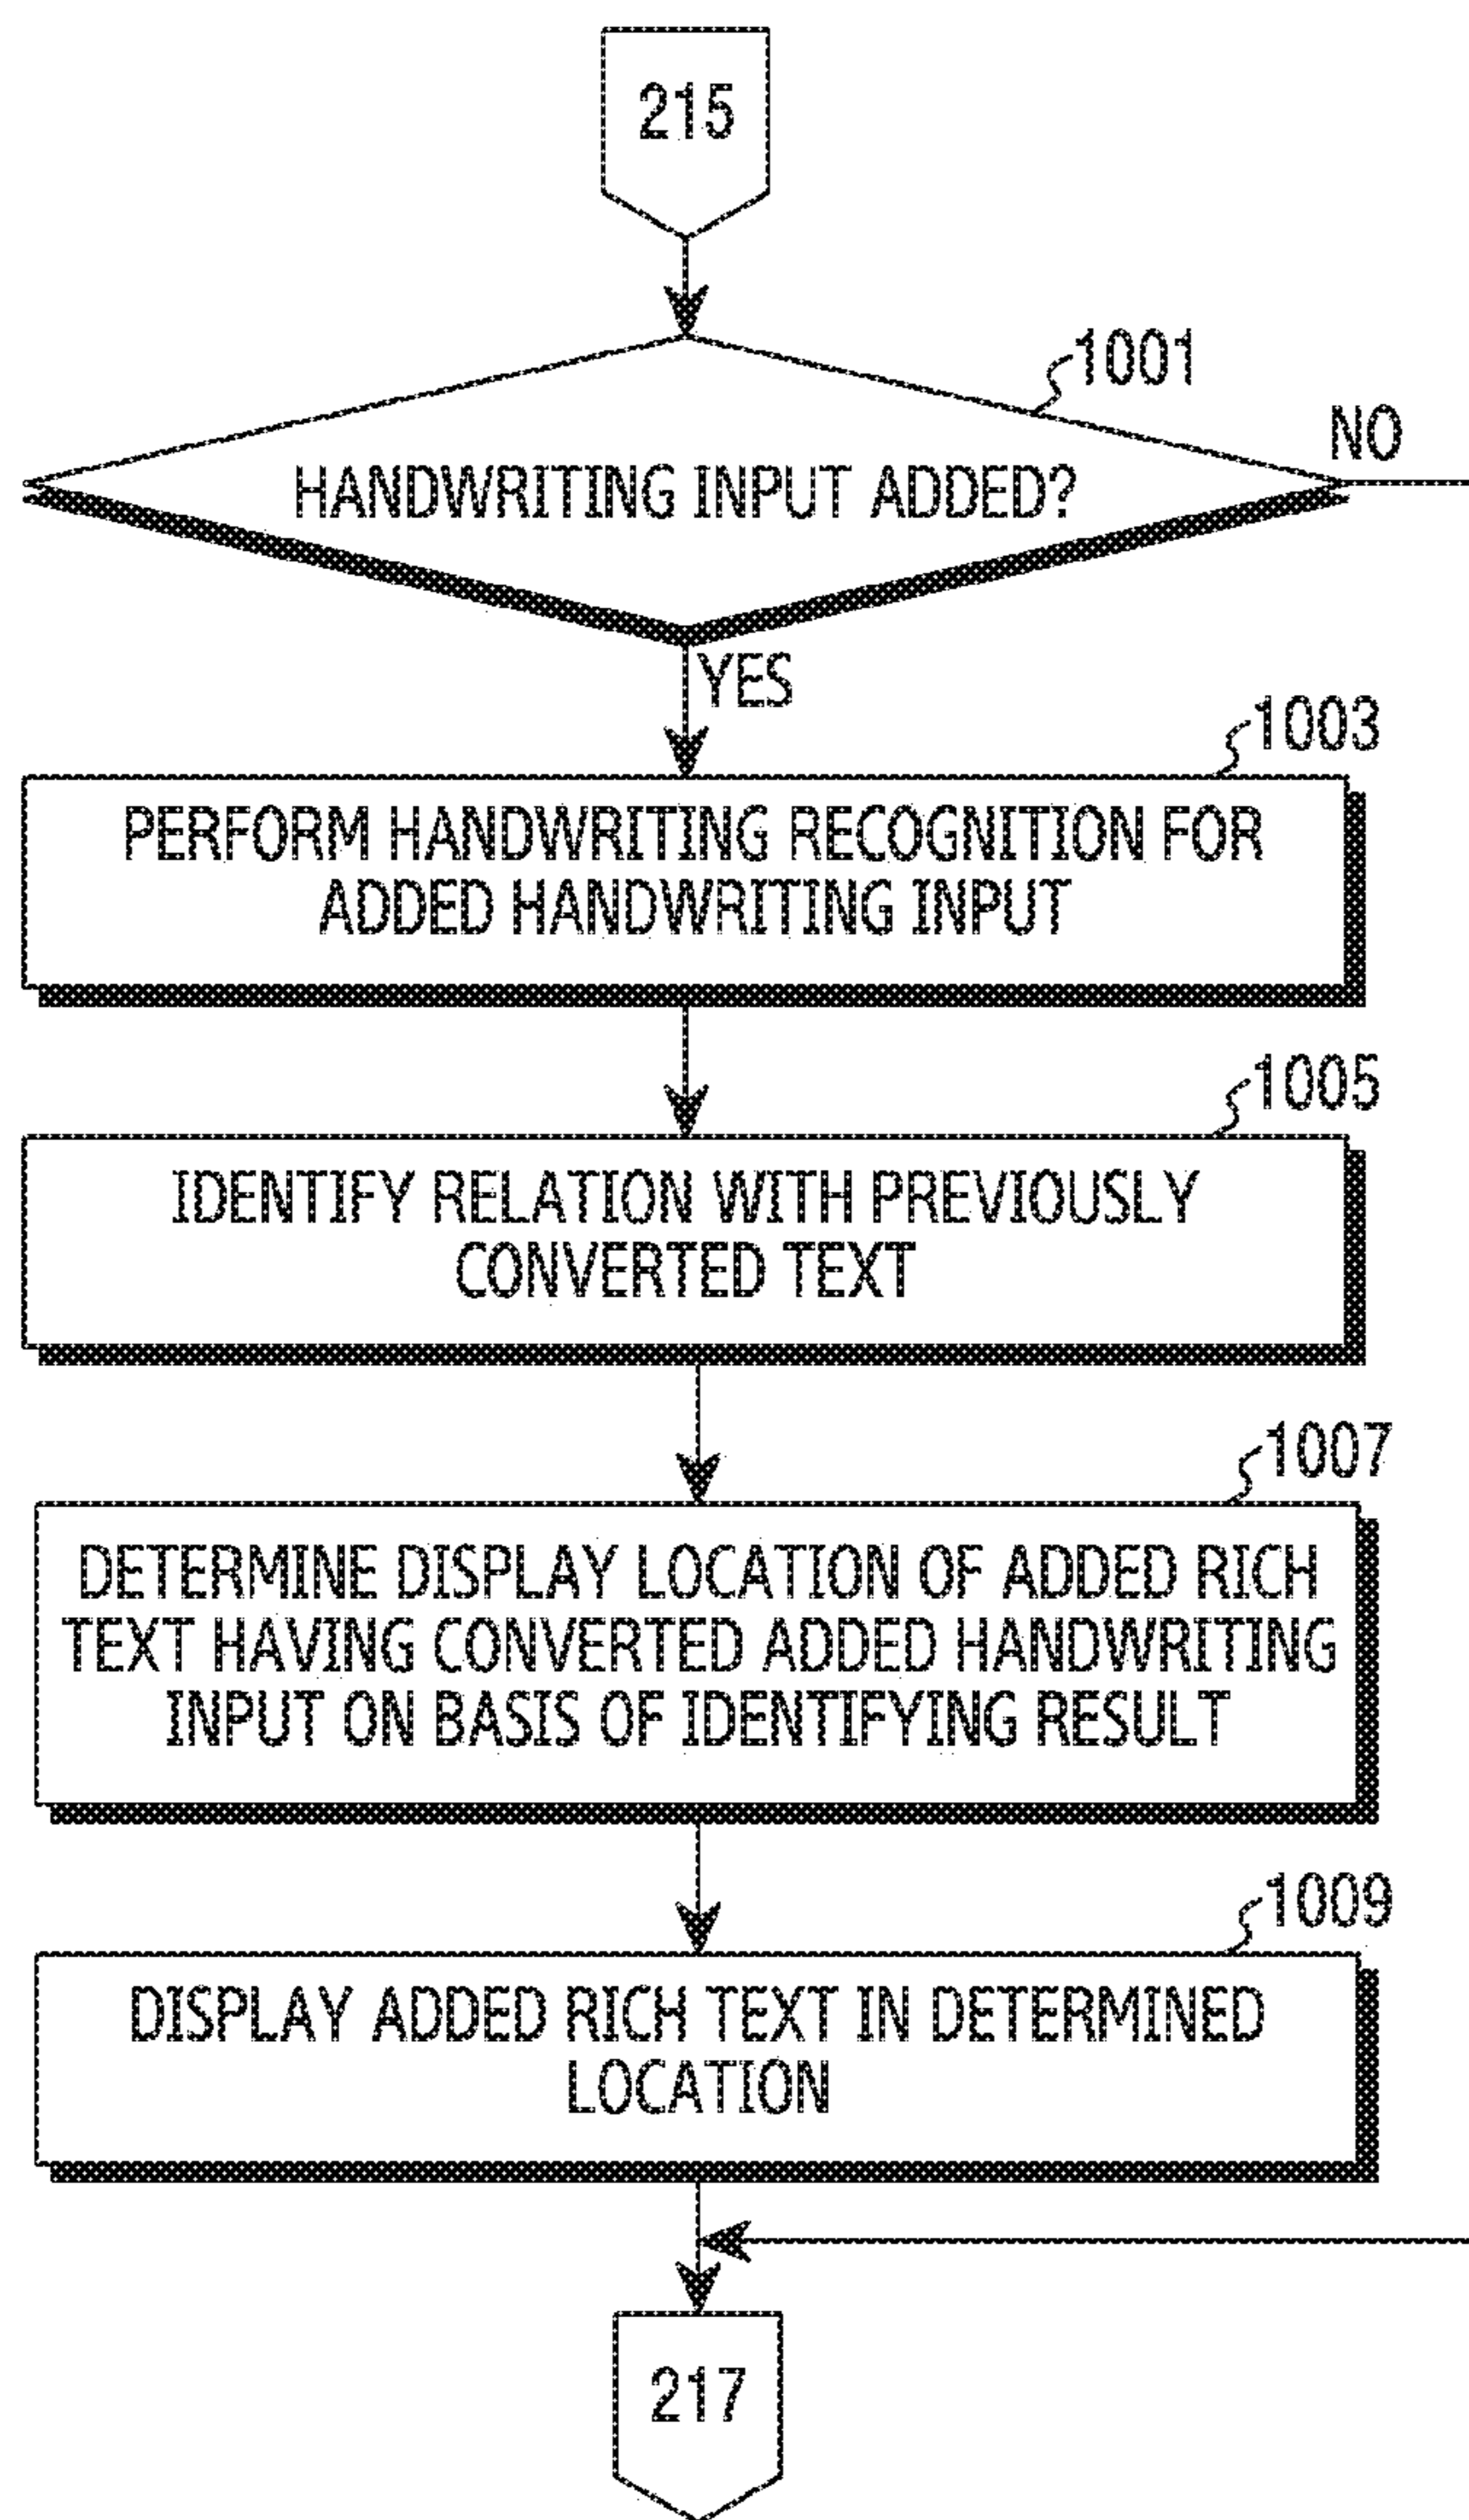 215
1001
NO
HANDWRITING INPUT ADDED?
YES
1003
PERFORM HANDWRITING RECOGNITION FOR
ADDED HANDWRITING INPUT
1005
IDENTIFY RELATION WITH PREVIOUSLY
CONVERTED TEXT
1007
DETERMINE DISPLAY LOCATION OF ADDED RICH
TEXT HAVING CONVERTED ADDED HANDWRITING
INPUT ON BASIS OF IDENTIFYING RESULT
1009
DISPLAY ADDED RICH TEXT IN DETERMINED
LOCATION
217